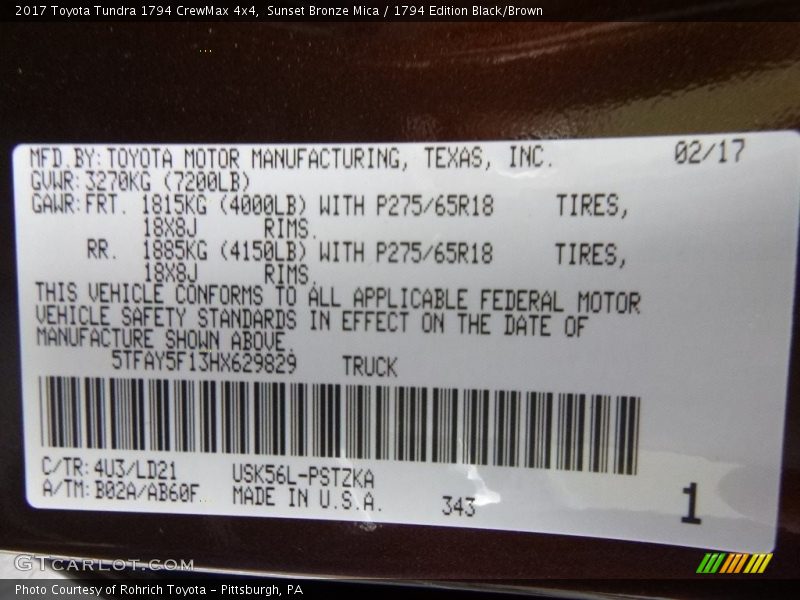 2017 Toyota Tundra 1794 CrewMax 4x4, Sunset Bronze Mica / 1794 Edition Black/Brown
MFD.BY:TOYOTA MOTOR MANUFACTURING, TEXAS, INC. 02/17
GVWR:3270KG (7200LB)
GAWR:FRT. 1815KG (4000LB) WITH P275/65R18 TIRES,
18X8J RIMS.
RR. 1885KG (4150LB) WITH P275/65R18 TIRES,
18X8J RIMS.
THIS VEHICLE CONFORMS TO ALL APPLICABLE FEDERAL MOTOR
VEHICLE SAFETY STANDARDS IN EFFECT ON THE DATE OF
MANUFACTURE SHOWN ABOVE.
5TFAY5F13HX629829 TRUCK
C/TR:4U3/LD21 USK56L-PSTZKA
A/TM:B02A/AB60F MADE IN U.S.A. 343 1
GTCARLOT.COM
Photo Courtesy of Rohrich Toyota - Pittsburgh, PA